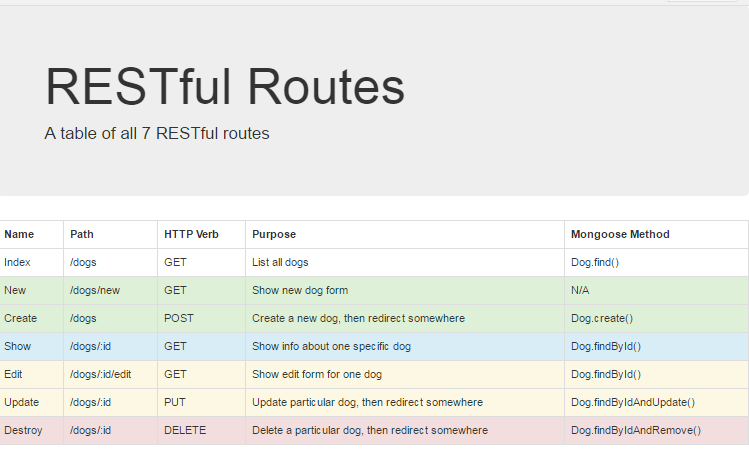 RESTful Routes
A table of all 7 RESTful routes
Name Path HTTP Verb Purpose Mongoose Method
Index /dogs GET List all dogs Dog.find()
New /dogs/new GET Show new dog form N/A
Create /dogs POST Create a new dog, then redirect somewhere Dog.create()
Show /dogs/:id GET Show info about one specific dog Dog.findById()
Edit /dogs/:id/edit GET Show edit form for one dog Dog.findById()
Update /dogs/:id PUT Update particular dog, then redirect somewhere Dog.findByIdAndUpdate()
Destroy /dogs/:id DELETE Delete a particular dog, then redirect somewhere Dog.findByIdAndRemove()